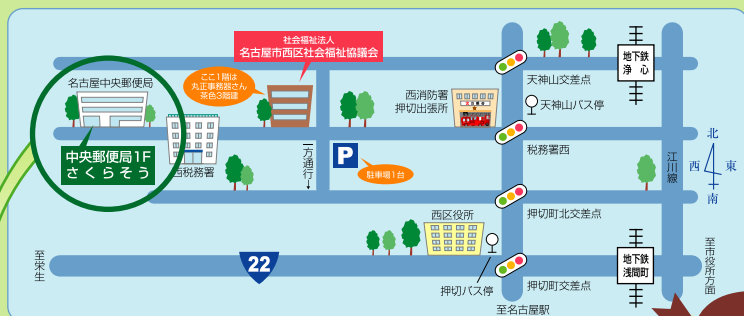 社会福祉法人
名古屋市西区社会福祉協議会
名古屋中央郵便局
ここ1階は
丸正事務器さん
茶色3階建
中央郵便局1F
さくらそう
西税務署
一方通行→
P
駐車場1台
西消防署
押切出張所
天神山交差点
天神山バス停
地下鉄
浄心
税務署西
江川線
北
西
東
南
押切町北交差点
西区役所
至栄生
22
押切バス停
押切町交差点
地下鉄
浅間町
至市役所方面
至名古屋駅